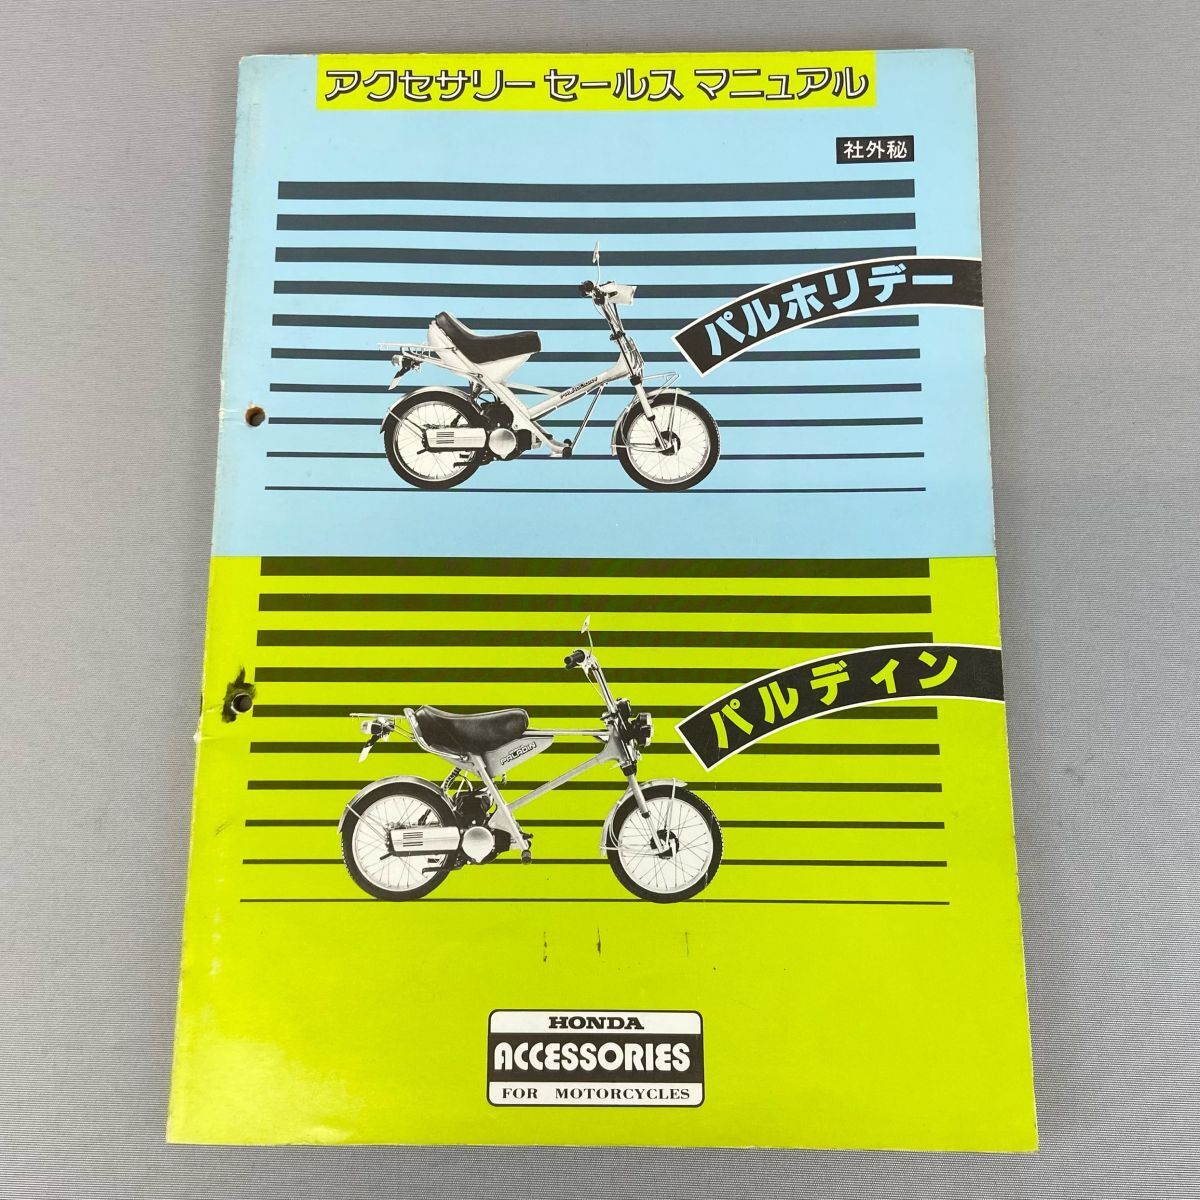 アクセサリー セールス マニュアル
社外秘
パルホリデー
パルディン
PALADIN
HONDA
ACCESSORIES
FOR MOTORCYCLES